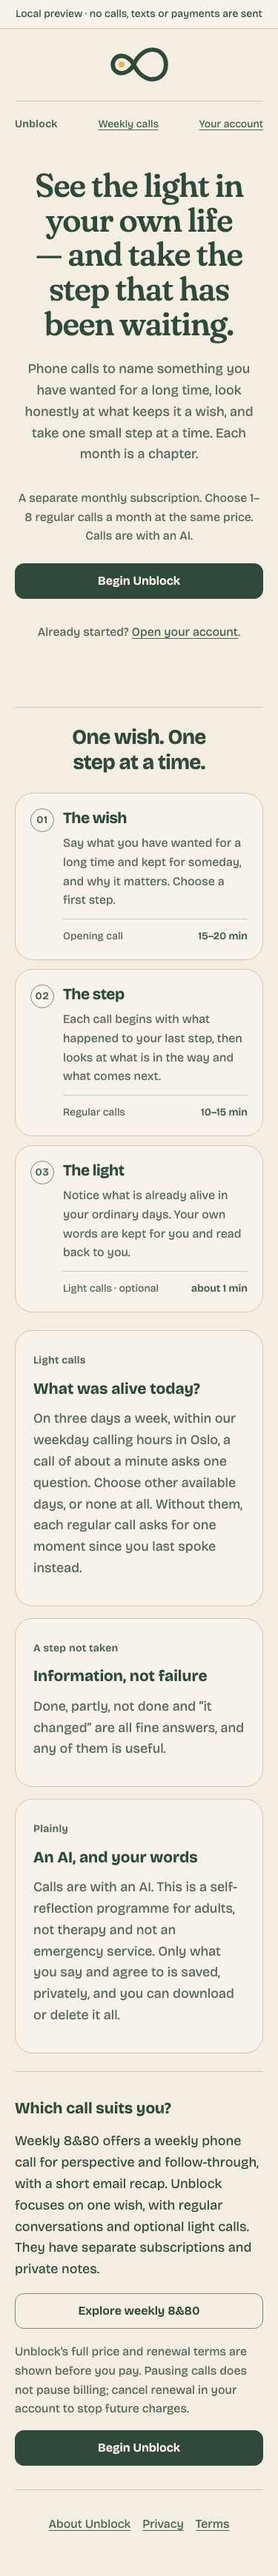 Local preview · no calls, texts or payments are sent
Unblock
Weekly calls
Your account
See the light in
your own life
— and take the
step that has
been waiting.
Phone calls to name something you
have wanted for a long time, look
honestly at what keeps it a wish, and
take one small step at a time. Each
month is a chapter.
A separate monthly subscription. Choose 1–
8 regular calls a month at the same price.
Calls are with an AI.
Begin Unblock
Already started? Open your account.
One wish. One
step at a time.
01
The wish
Say what you have wanted for a
long time and kept for someday,
and why it matters. Choose a
first step.
Opening call
15–20 min
02
The step
Each call begins with what
happened to your last step, then
looks at what is in the way and
what comes next.
Regular calls
10–15 min
03
The light
Notice what is already alive in
your ordinary days. Your own
words are kept for you and read
back to you.
Light calls · optional
about 1 min
Light calls
What was alive today?
On three days a week, within our
weekday calling hours in Oslo, a
call of about a minute asks one
question. Choose other available
days, or none at all. Without them,
each regular call asks for one
moment since you last spoke
instead.
A step not taken
Information, not failure
Done, partly, not done and “it
changed” are all fine answers, and
any of them is useful.
Plainly
An AI, and your words
Calls are with an AI. This is a self-
reflection programme for adults,
not therapy and not an
emergency service. Only what
you say and agree to is saved,
privately, and you can download
or delete it all.
Which call suits you?
Weekly 8&80 offers a weekly phone
call for perspective and follow-through,
with a short email recap. Unblock
focuses on one wish, with regular
conversations and optional light calls.
They have separate subscriptions and
private notes.
Explore weekly 8&80
Unblock’s full price and renewal terms are
shown before you pay. Pausing calls does
not pause billing; cancel renewal in your
account to stop future charges.
Begin Unblock
About Unblock
Privacy
Terms